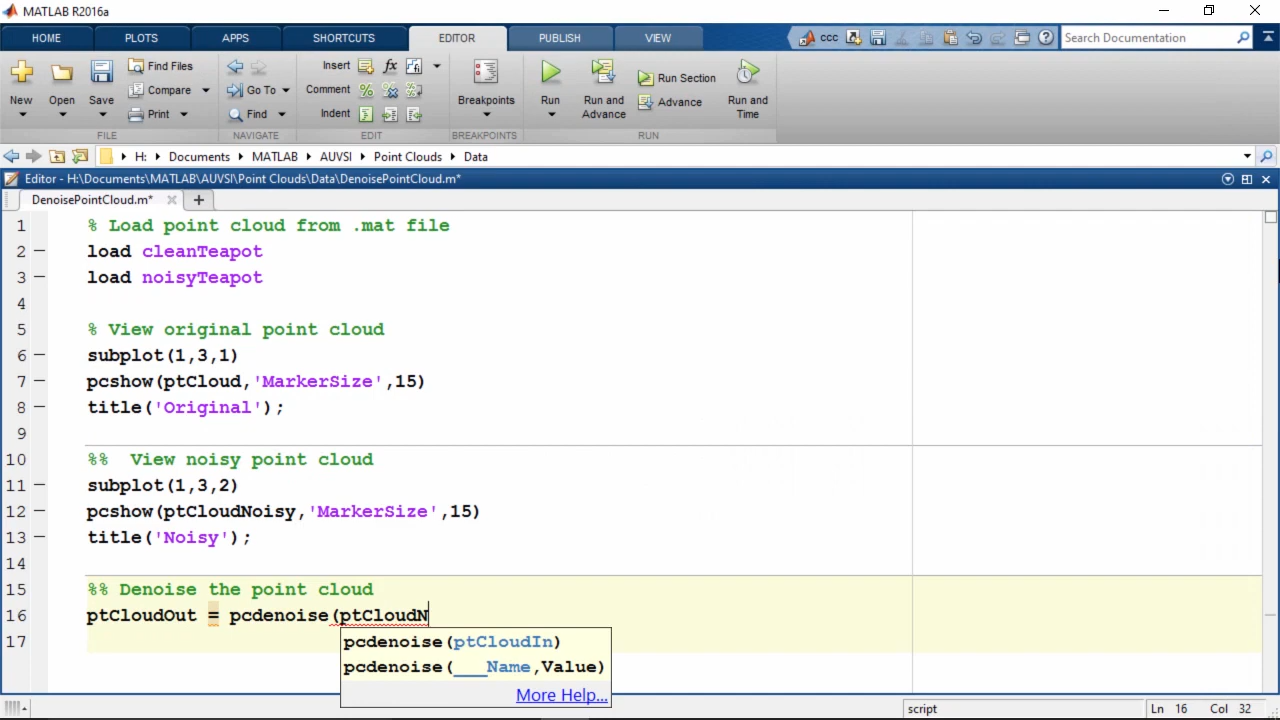 MATLAB R2016a
HOME PLOTS APPS SHORTCUTS EDITOR PUBLISH VIEW ccc Search Documentation
New Open Save Find Files Compare Print Go To Find Insert fx Comment Indent Breakpoints Run Run and Advance Run Section Advance Run and Time
FILE NAVIGATE EDIT BREAKPOINTS RUN
H: Documents MATLAB AUVSI Point Clouds Data
Editor - H:\Documents\MATLAB\AUVSI\Point Clouds\Data\DenoisePointCloud.m*
DenoisePointCloud.m*
1 % Load point cloud from .mat file
2 load cleanTeapot
3 load noisyTeapot
4
5 % View original point cloud
6 subplot(1,3,1)
7 pcshow(ptCloud,'MarkerSize',15)
8 title('Original');
9
10 %% View noisy point cloud
11 subplot(1,3,2)
12 pcshow(ptCloudNoisy,'MarkerSize',15)
13 title('Noisy');
14
15 %% Denoise the point cloud
16 ptCloudOut = pcdenoise(ptCloudN
17
pcdenoise(ptCloudIn)
pcdenoise(___Name,Value)
More Help...
script Ln 16 Col 32